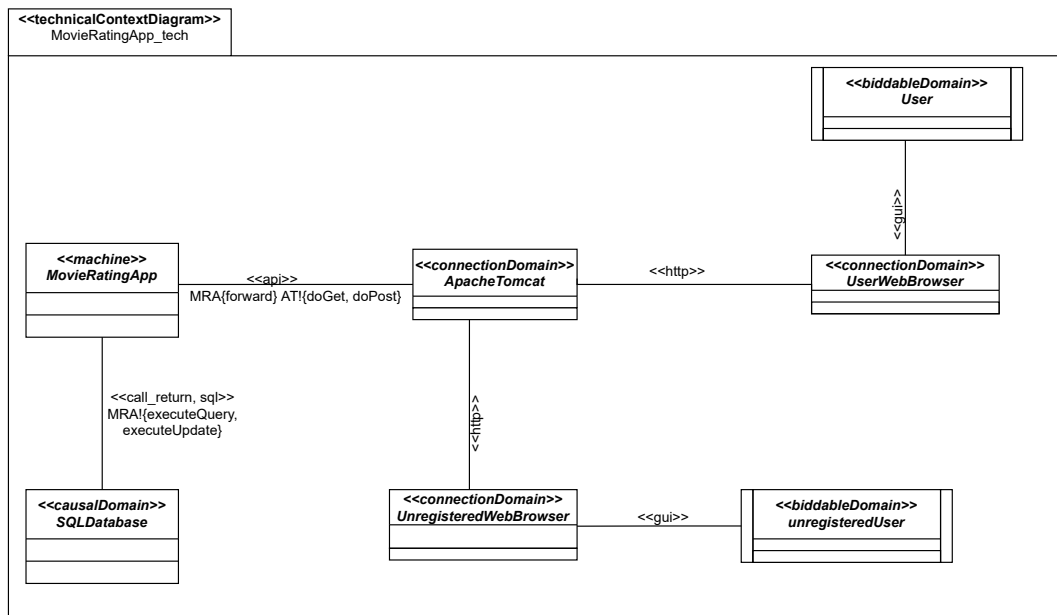 <<technicalContextDiagram>>
MovieRatingApp_tech
<<biddableDomain>>
User
<<gui>>
<<machine>>
MovieRatingApp
<<api>>
MRA{forward} AT!{doGet, doPost}
<<connectionDomain>>
ApacheTomcat
<<http>>
<<connectionDomain>>
UserWebBrowser
<<call_return, sql>>
MRA!{executeQuery,
executeUpdate}
<<http>>
<<causalDomain>>
SQLDatabase
<<connectionDomain>>
UnregisteredWebBrowser
<<gui>>
<<biddableDomain>>
unregisteredUser